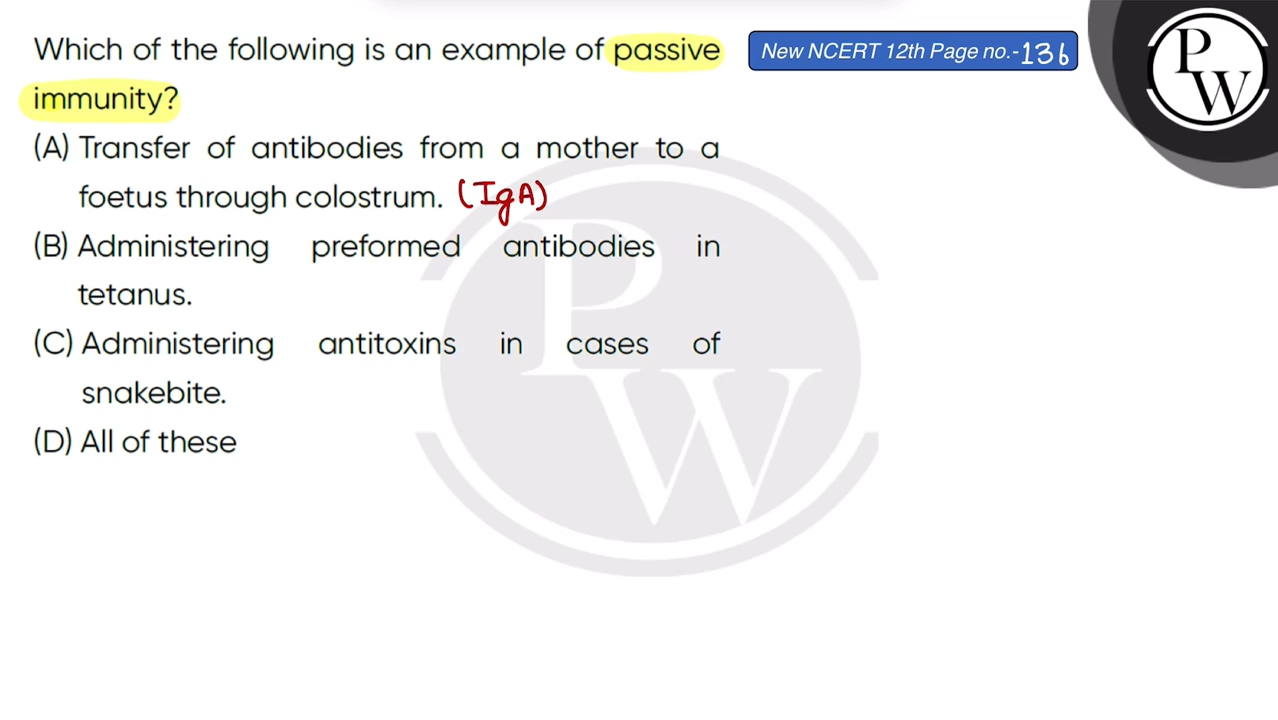 Which of the following is an example of passive
immunity?
New NCERT 12th Page no.-136
PW
(A) Transfer of antibodies from a mother to a
foetus through colostrum. (IgA)
(B) Administering preformed antibodies in
tetanus.
(C) Administering antitoxins in cases of
snakebite.
(D) All of these
PW